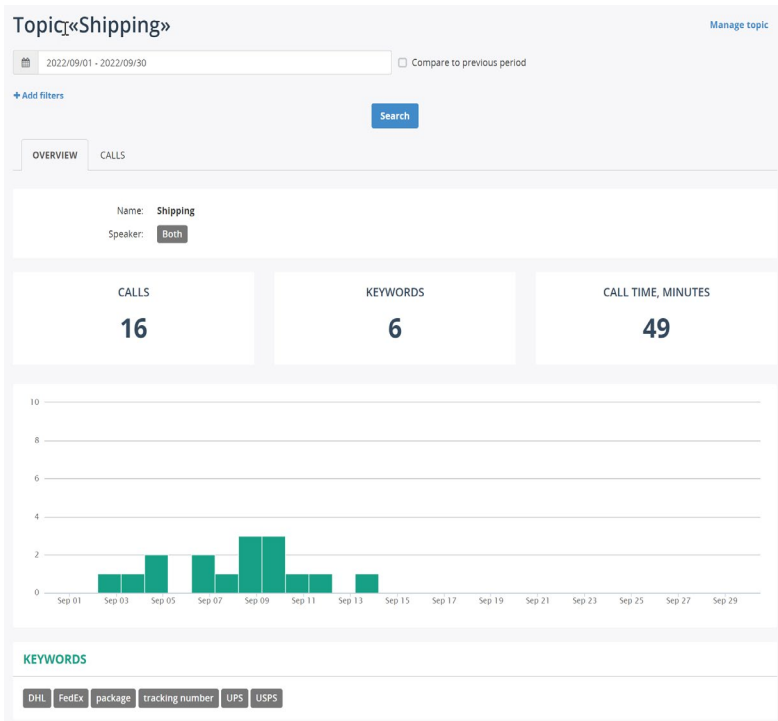 Topic «Shipping»
Manage topic
2022/09/01 - 2022/09/30
Compare to previous period
+ Add filters
Search
OVERVIEW CALLS
Name: Shipping
Speaker: Both
CALLS KEYWORDS CALL TIME, MINUTES
16 6 49
10
8
6
4
2
0
Sep 01 Sep 03 Sep 05 Sep 07 Sep 09 Sep 11 Sep 13 Sep 15 Sep 17 Sep 19 Sep 21 Sep 23 Sep 25 Sep 27 Sep 29
KEYWORDS
DHL FedEx package tracking number UPS USPS